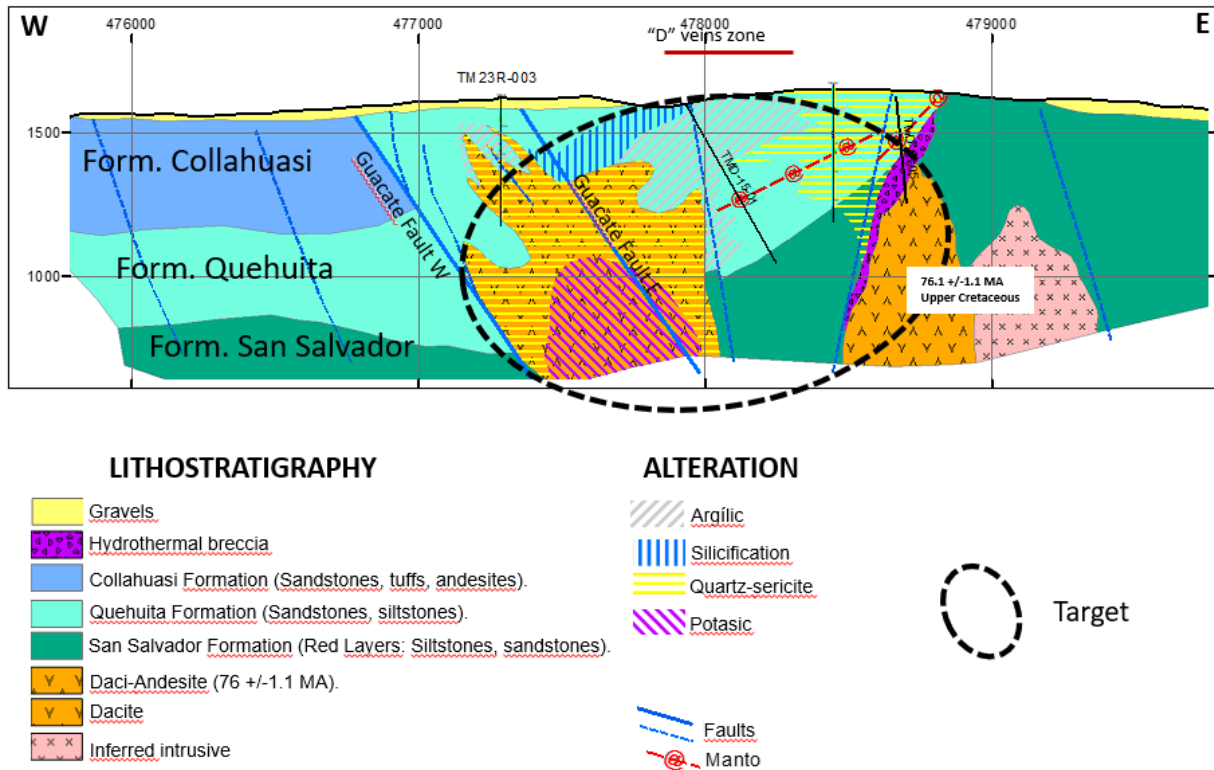 W
476000
477000
478000
479000
E
“D” veins zone
TM 23R-003
1500
1000
Form. Collahuasi
Form. Quehuita
Form. San Salvador
Guacate Fault W
Guacate Fault E
76.1 +/-1.1 MA
Upper Cretaceous
LITHOSTRATIGRAPHY
Gravels
Hydrothermal breccia
Collahuasi Formation (Sandstones, tuffs, andesites).
Quehuita Formation (Sandstones, siltstones).
San Salvador Formation (Red Layers: Siltstones, sandstones).
Daci-Andesite (76 +/-1.1 MA).
Dacite
Inferred intrusive
ALTERATION
Argílic
Silicification
Quartz-sericite
Potasic
Faults
Manto
Target